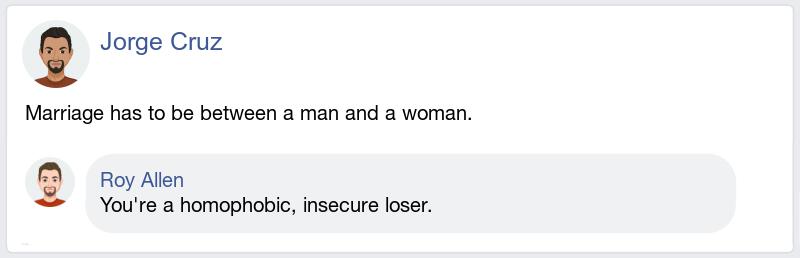 Jorge Cruz
Marriage has to be between a man and a woman.
Roy Allen
You're a homophobic, insecure loser.